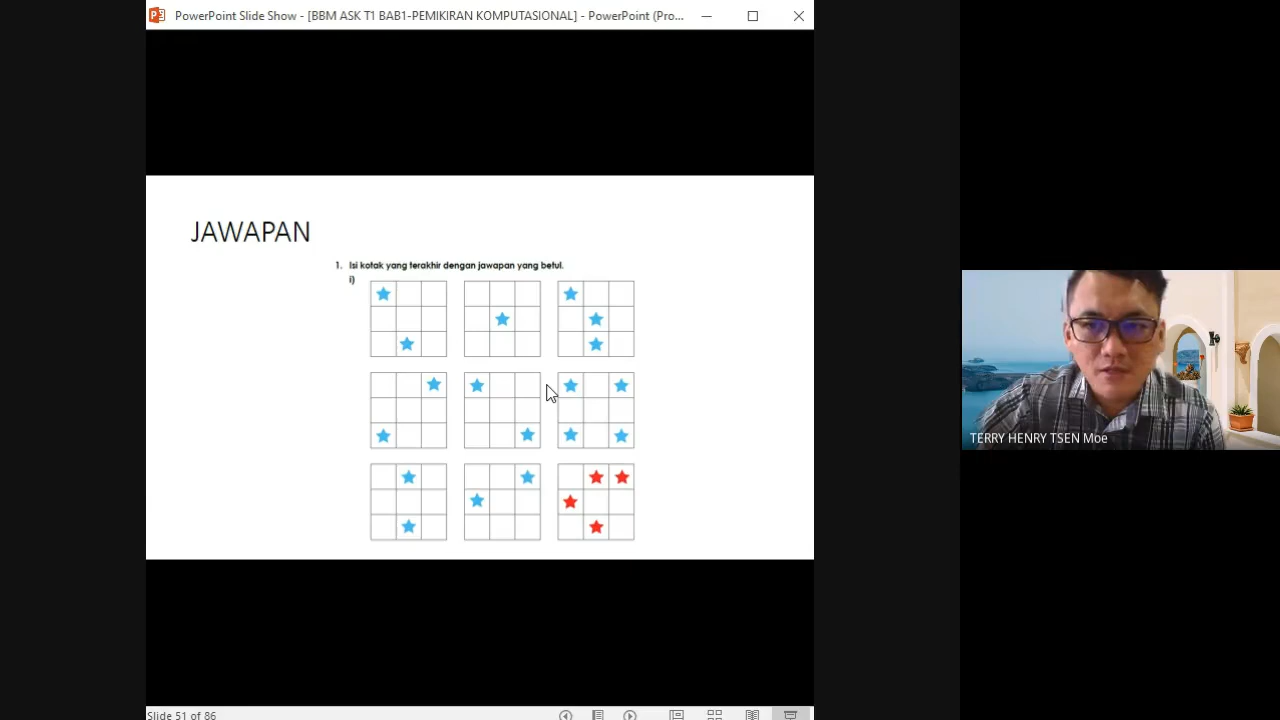 PowerPoint Slide Show - [BBM ASK T1 BAB1-PEMIKIRAN KOMPUTASIONAL] - PowerPoint (Pro...
JAWAPAN
1. Isi kotak yang terakhir dengan jawapan yang betul.
i)
TERRY HENRY TSEN Moe
Slide 51 of 86